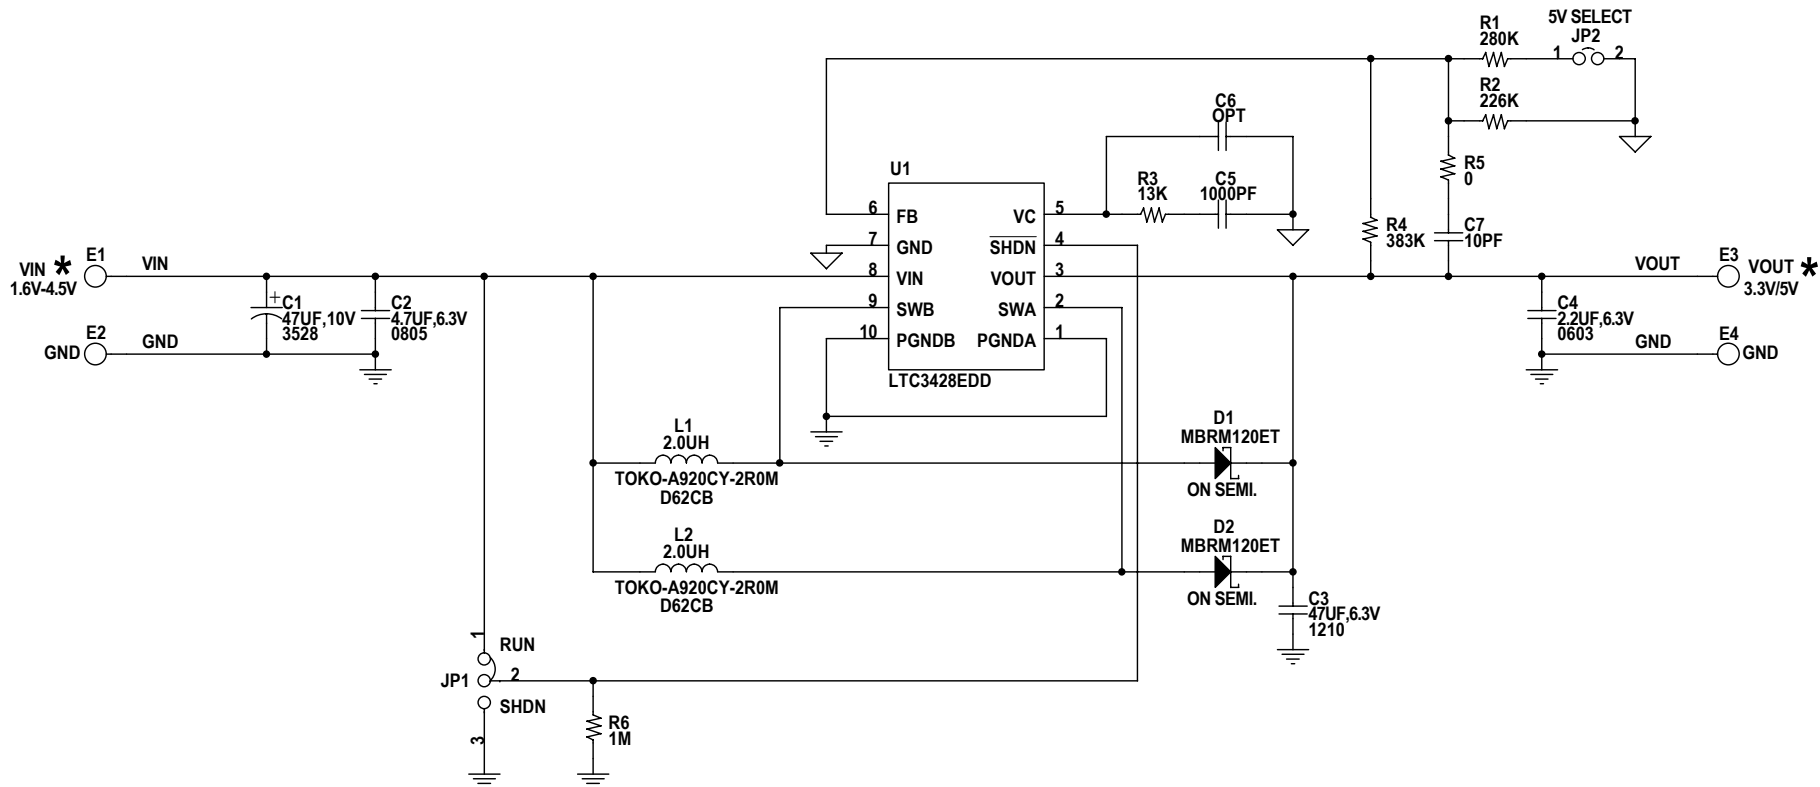 5V SELECT
JP2
1 2
R1
280K
R2
226K
C6
OPT
R5
0
U1
R3
13K
C5
1000PF
6 FB
VC 5
7 GND
SHDN 4
8 VIN
VOUT 3
9 SWB
SWA 2
10 PGNDB
PGNDA 1
LTC3428EDD
R4
383K
C7
10PF
VIN *
1.6V-4.5V
E1
VIN
C1
+
47UF,10V
3528
C2
4.7UF,6.3V
0805
E2
GND
GND
VOUT
E3
VOUT *
3.3V/5V
C4
2.2UF,6.3V
0603
GND
E4
GND
L1
2.0UH
TOKO-A920CY-2R0M
D62CB
D1
MBRM120ET
ON SEMI.
L2
2.0UH
TOKO-A920CY-2R0M
D62CB
D2
MBRM120ET
ON SEMI.
C3
47UF,6.3V
1210
1
RUN
JP1
2
SHDN
3
R6
1M